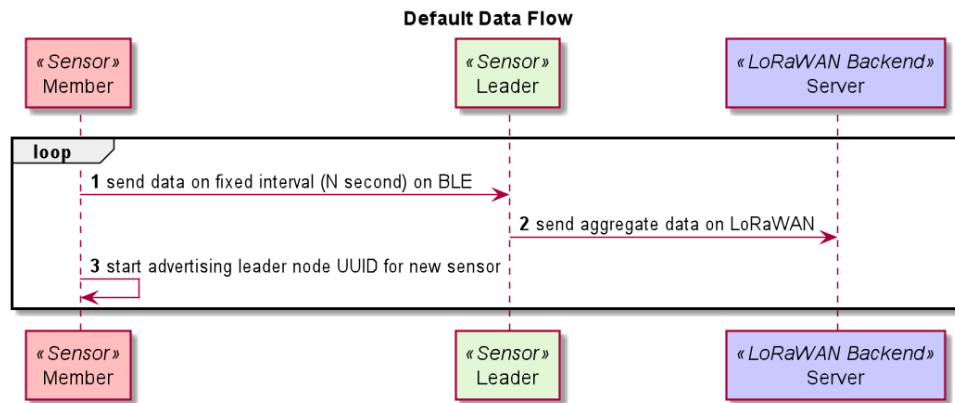 Default Data Flow
«Sensor»
Member
«Sensor»
Leader
«LoRaWAN Backend»
Server
loop
1 send data on fixed interval (N second) on BLE
2 send aggregate data on LoRaWAN
3 start advertising leader node UUID for new sensor
«Sensor»
Member
«Sensor»
Leader
«LoRaWAN Backend»
Server